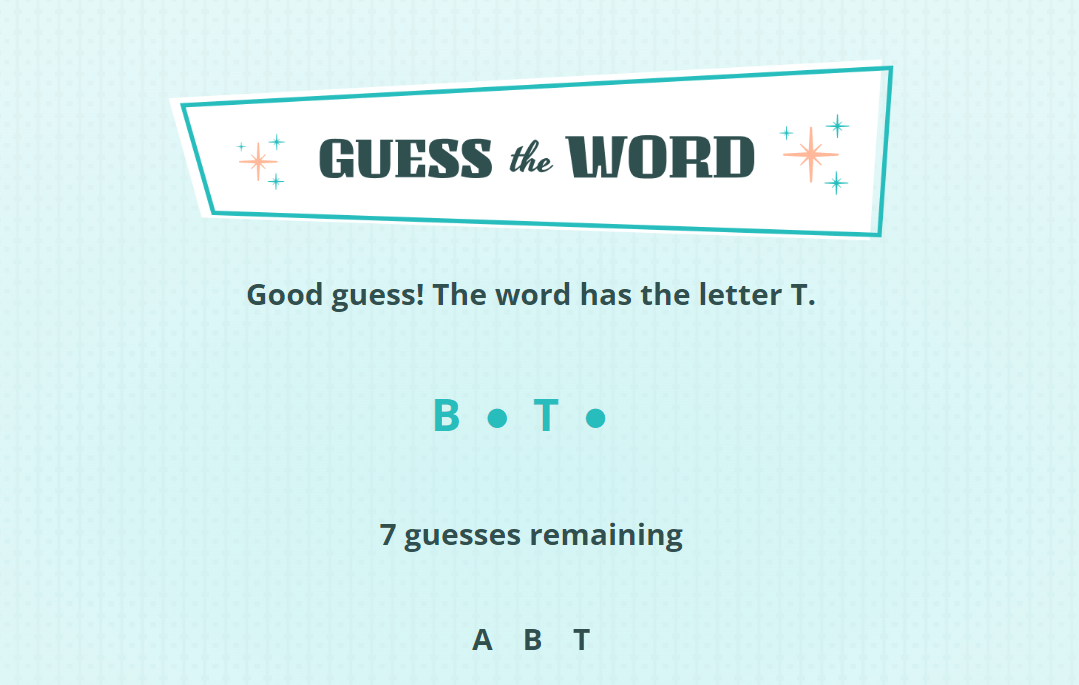 GUESS the WORD
Good guess! The word has the letter T.
B ● T ●
7 guesses remaining
A B T